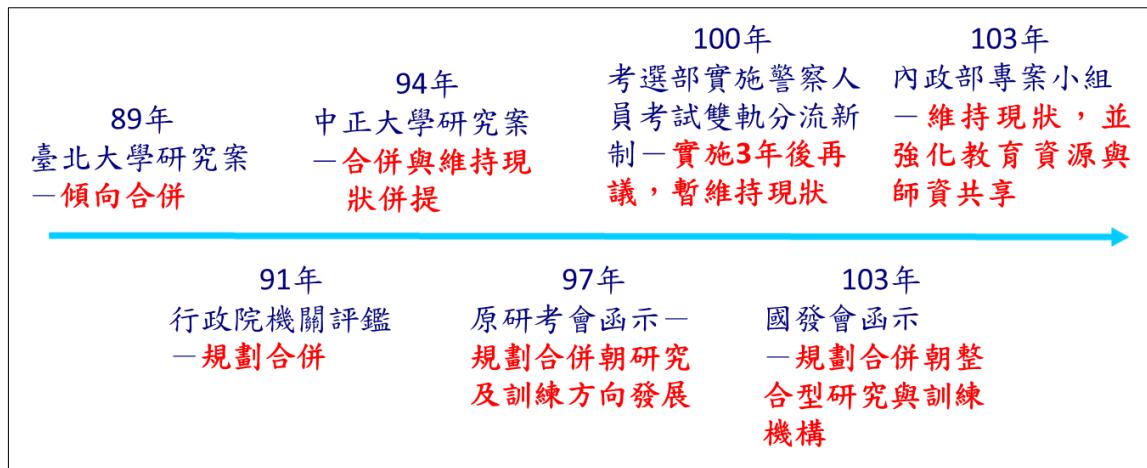 89年
臺北大學研究案
－傾向合併
94年
中正大學研究案
－合併與維持現
狀併提
100年
考選部實施警察人
員考試雙軌分流新
制－實施3年後再
議，暫維持現狀
103年
內政部專案小組
－維持現狀，並
強化教育資源與
師資共享
91年
行政院機關評鑑
－規劃合併
97年
原研考會函示－
規劃合併朝研究
及訓練方向發展
103年
國發會函示
－規劃合併朝整
合型研究與訓練
機構